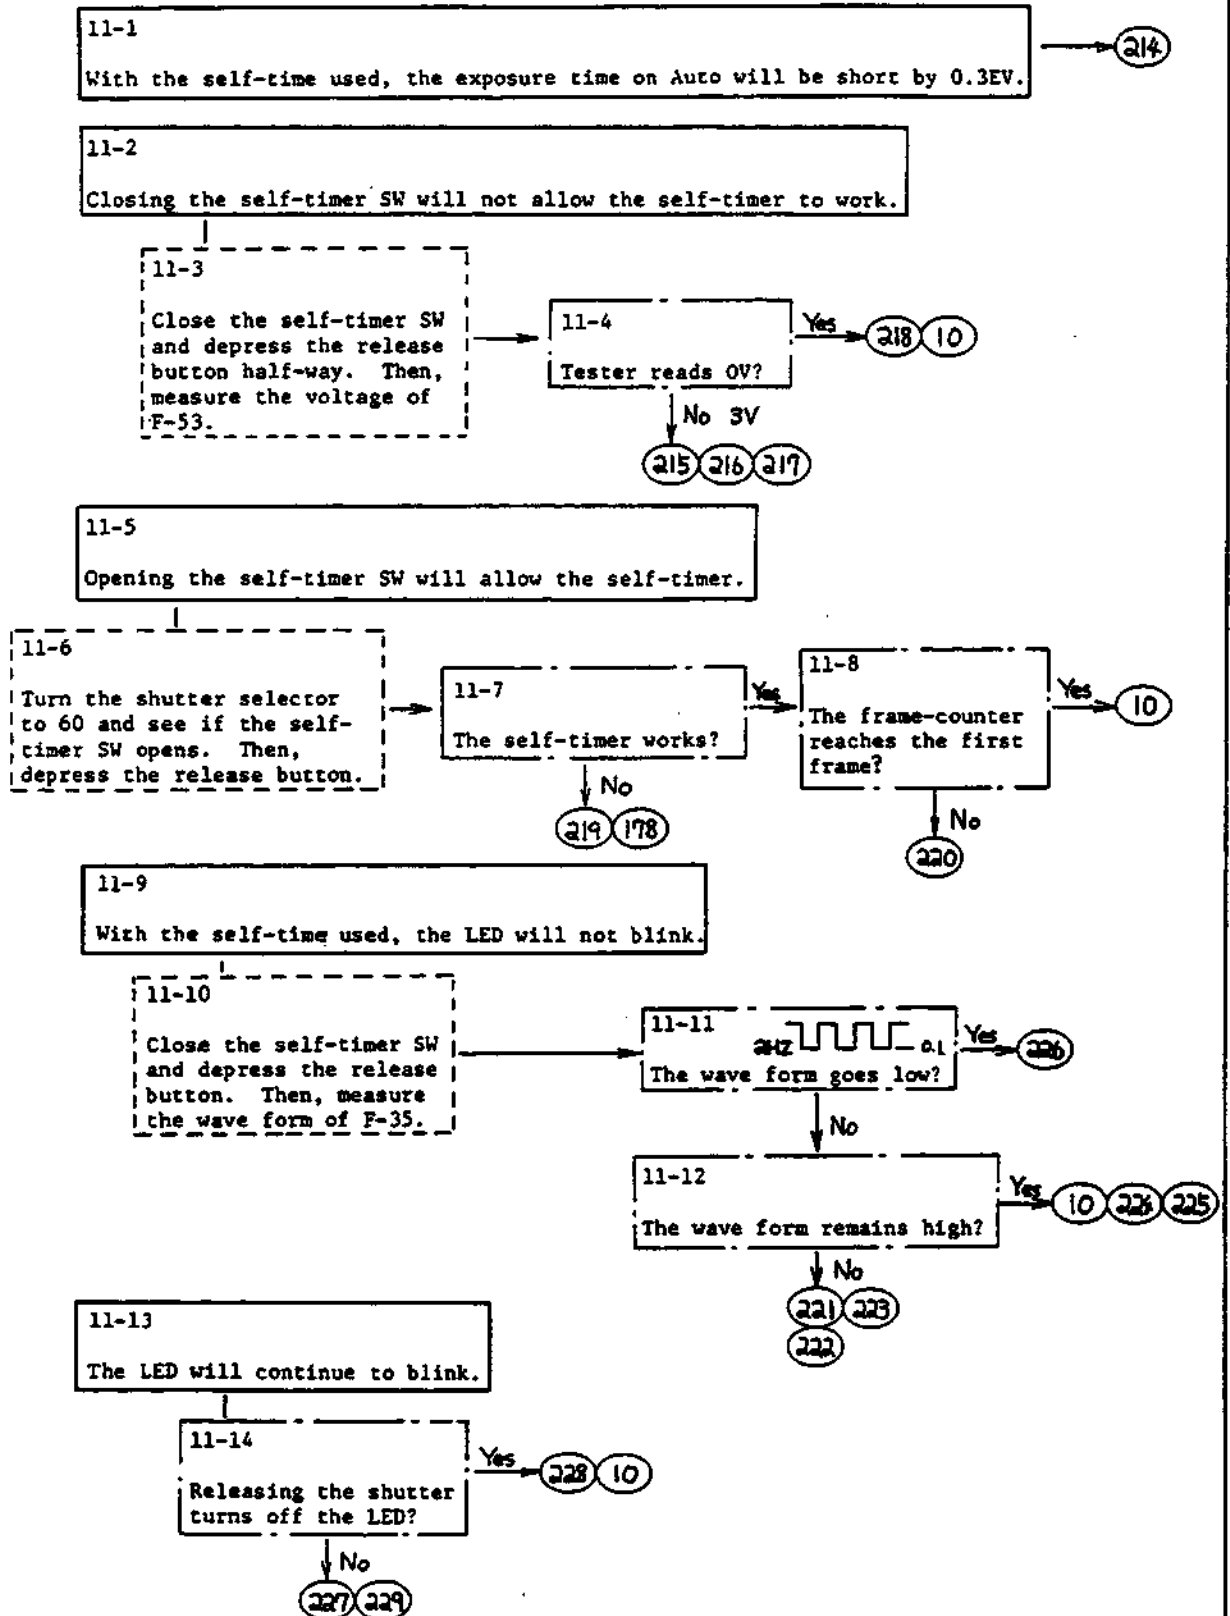 11-1
With the self-time used, the exposure time on Auto will be short by 0.3EV.
214
11-2
Closing the self-timer SW will not allow the self-timer to work.
11-3
Close the self-timer SW
and depress the release
button half-way. Then,
measure the voltage of
F-53.
11-4
Tester reads 0V?
Yes
218 10
No 3V
215 216 217
11-5
Opening the self-timer SW will allow the self-timer.
11-6
Turn the shutter selector
to 60 and see if the self-
timer SW opens. Then,
depress the release button.
11-7
The self-timer works?
Yes
No
219 178
11-8
The frame-counter
reaches the first
frame?
Yes
10
No
220
11-9
With the self-time used, the LED will not blink.
11-10
Close the self-timer SW
and depress the release
button. Then, measure
the wave form of F-35.
11-11
2HZ
The wave form goes low?
Yes
226
No
11-12
The wave form remains high?
Yes
10 225
No
221 223
222
11-13
The LED will continue to blink.
11-14
Releasing the shutter
turns off the LED?
Yes
228 10
No
227 229